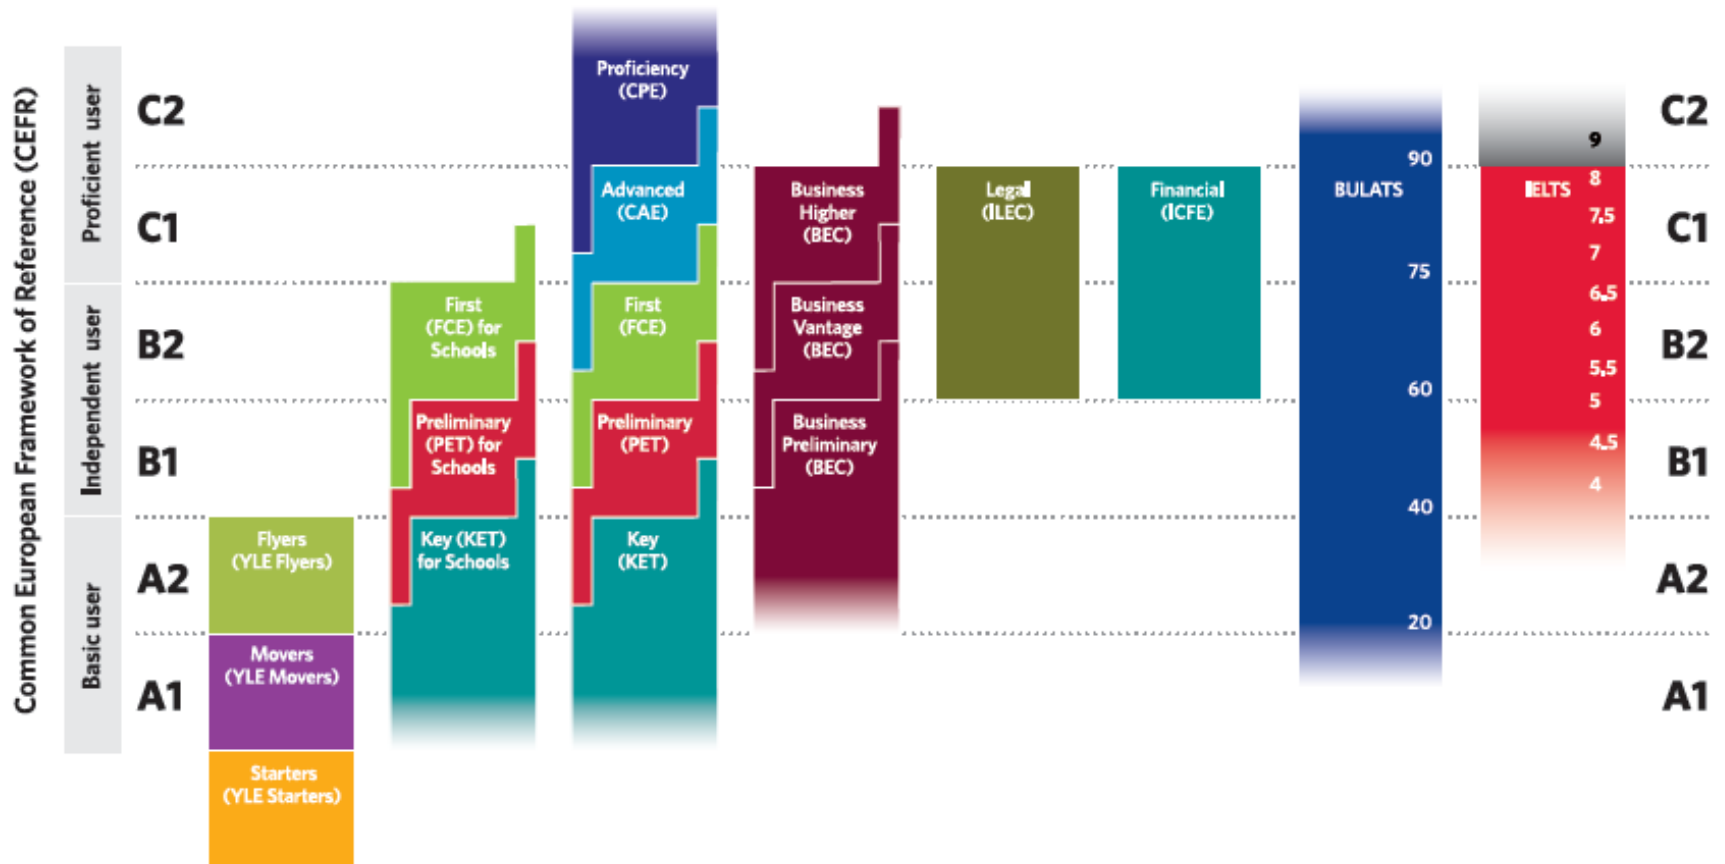 Common European Framework of Reference (CEFR)
Proficient user
Independent user
Basic user
C2
C1
B2
B1
A2
A1
Flyers
(YLE Flyers)
Movers
(YLE Movers)
Starters
(YLE Starters)
First
(FCE) for
Schools
Preliminary
(PET) for
Schools
Key (KET)
for Schools
Proficiency
(CPE)
Advanced
(CAE)
First
(FCE)
Preliminary
(PET)
Key
(KET)
Business
Higher
(BEC)
Business
Vantage
(BEC)
Business
Preliminary
(BEC)
Legal
(ILEC)
Financial
(ICFE)
BULATS
90
75
60
40
20
IELTS
9
8
7.5
7
6.5
6
5.5
5
4.5
4
C2
C1
B2
B1
A2
A1